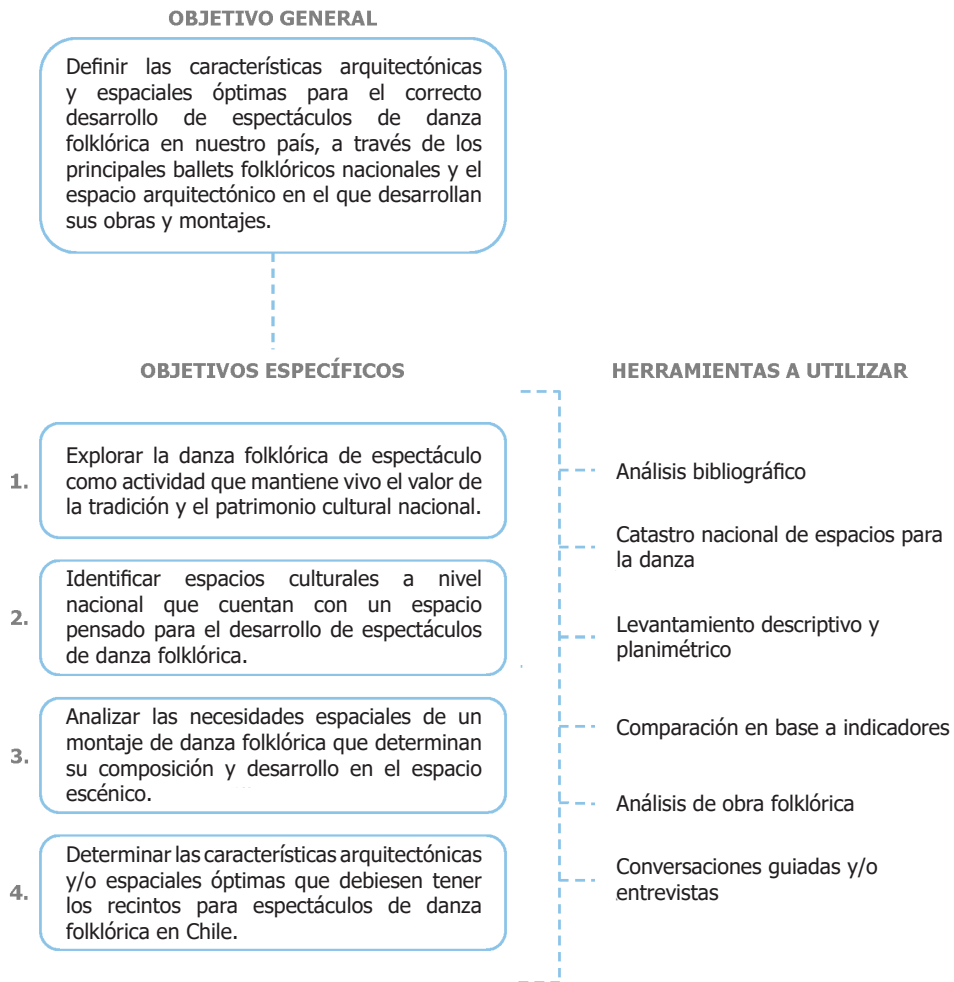 OBJETIVO GENERAL
Definir las características arquitectónicas
y espaciales óptimas para el correcto
desarrollo de espectáculos de danza
folklórica en nuestro país, a través de los
principales ballets folklóricos nacionales y el
espacio arquitectónico en el que desarrollan
sus obras y montajes.
OBJETIVOS ESPECÍFICOS
1.
Explorar la danza folklórica de espectáculo
como actividad que mantiene vivo el valor de
la tradición y el patrimonio cultural nacional.
2.
Identificar espacios culturales a nivel
nacional que cuentan con un espacio
pensado para el desarrollo de espectáculos
de danza folklórica.
3.
Analizar las necesidades espaciales de un
montaje de danza folklórica que determinan
su composición y desarrollo en el espacio
escénico.
4.
Determinar las características arquitectónicas
y/o espaciales óptimas que debiesen tener
los recintos para espectáculos de danza
folklórica en Chile.
HERRAMIENTAS A UTILIZAR
Análisis bibliográfico
Catastro nacional de espacios para
la danza
Levantamiento descriptivo y
planimétrico
Comparación en base a indicadores
Análisis de obra folklórica
Conversaciones guiadas y/o
entrevistas